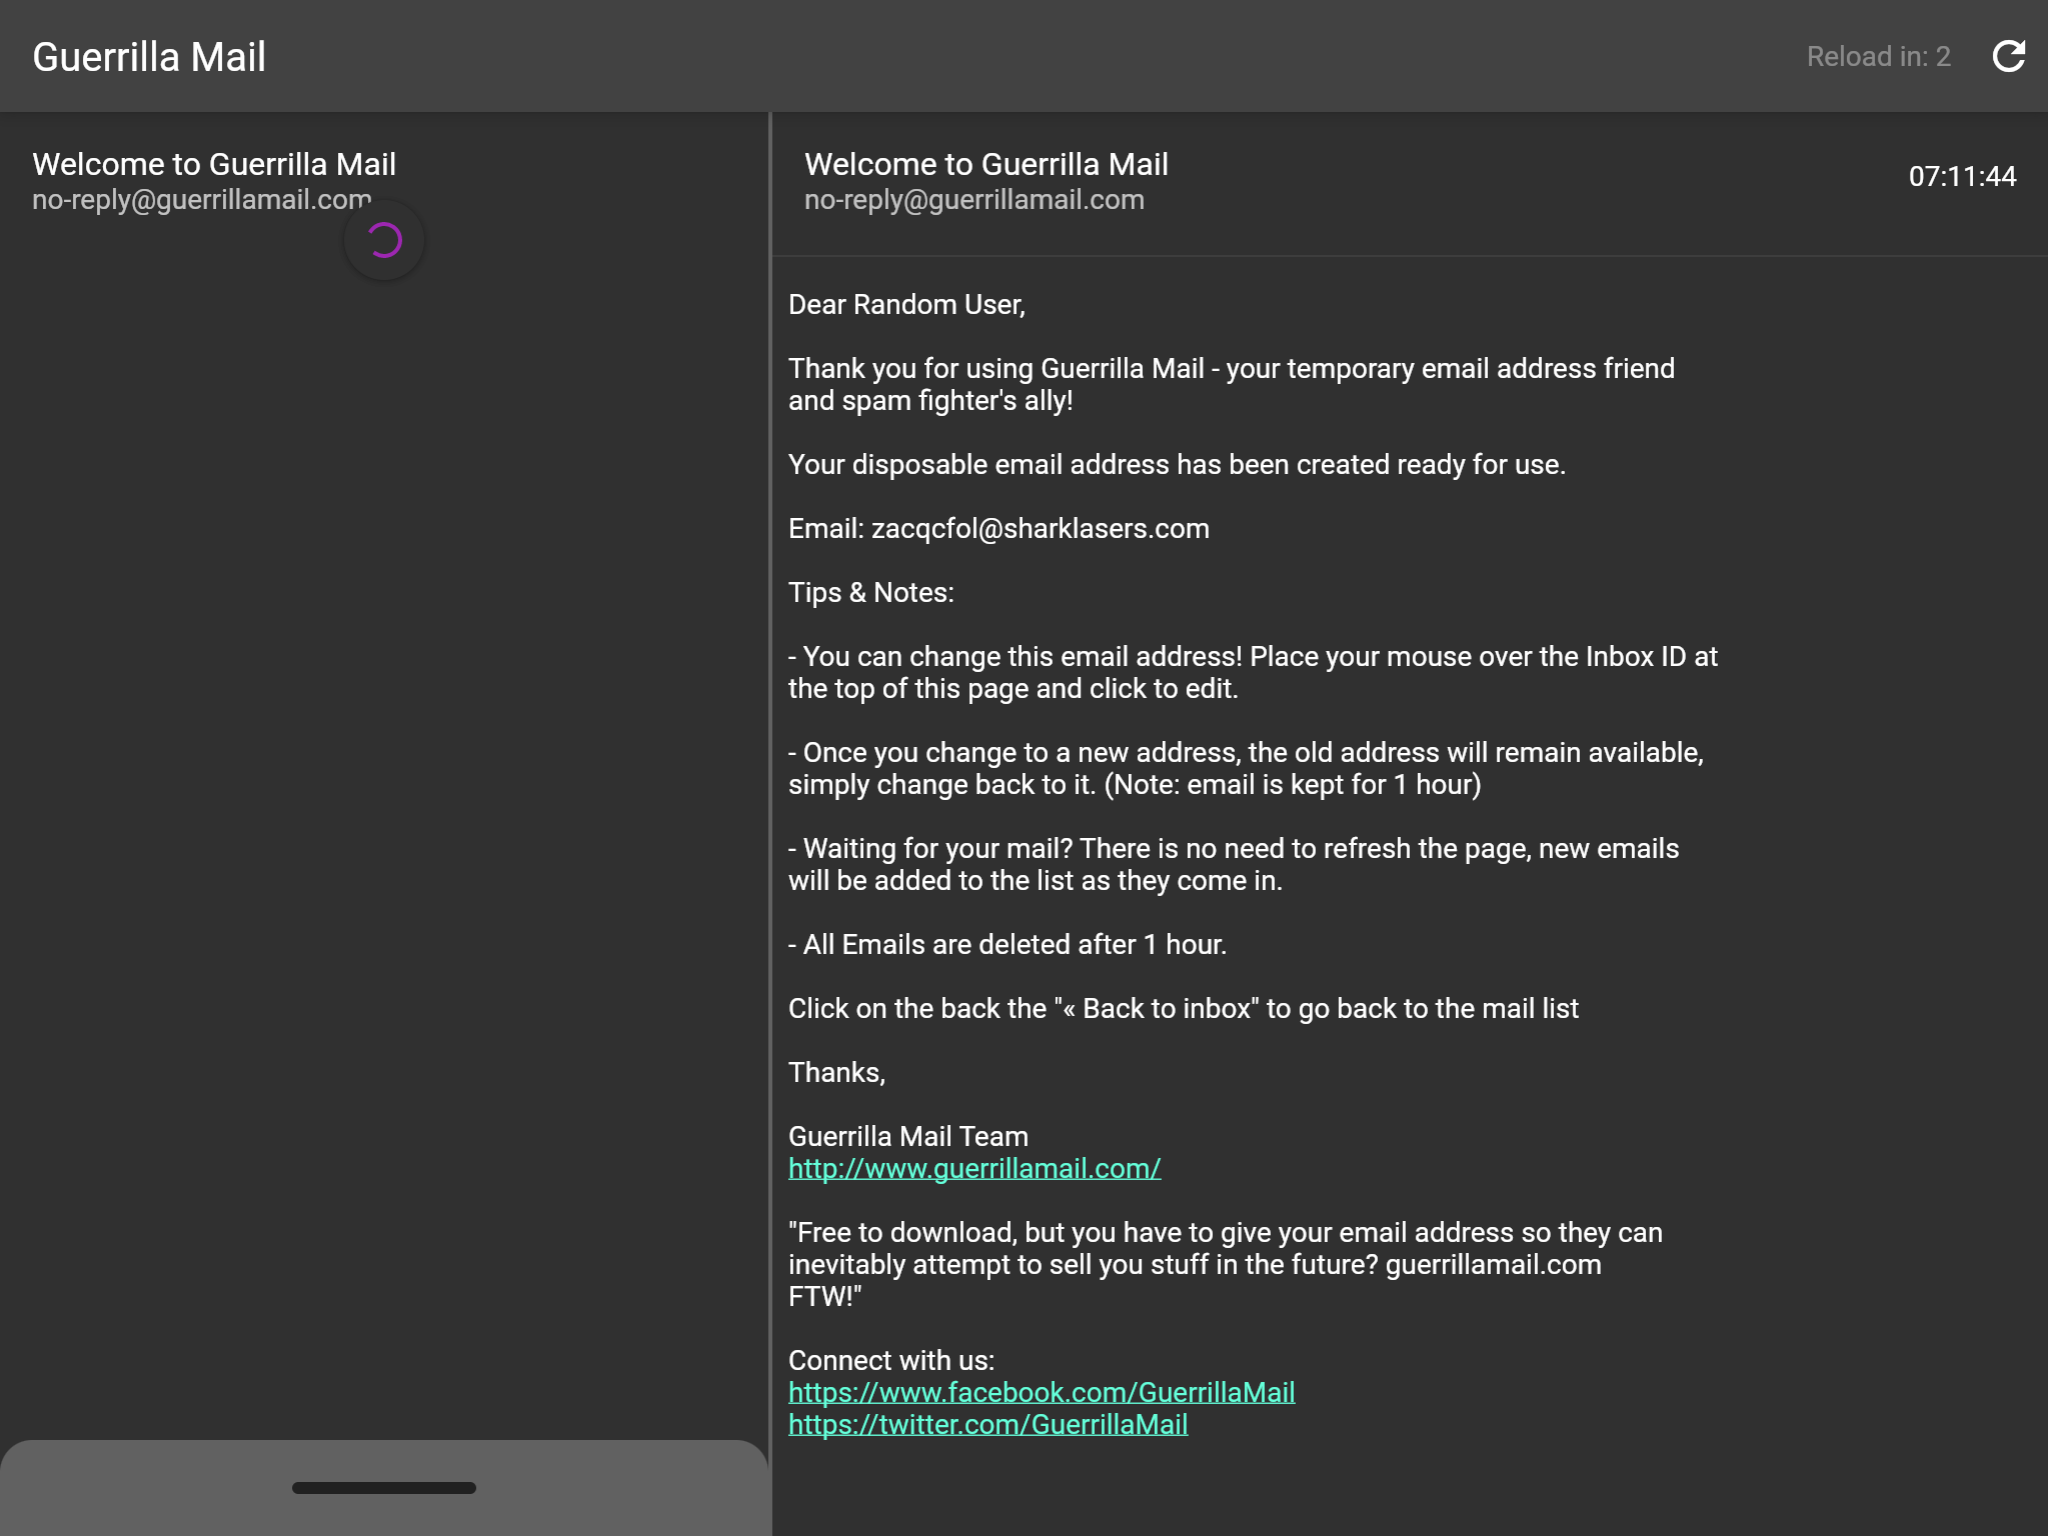 Guerrilla Mail
Reload in: 2
Welcome to Guerrilla Mail
no-reply@guerrillamail.com
Welcome to Guerrilla Mail
no-reply@guerrillamail.com
07:11:44
Dear Random User,
Thank you for using Guerrilla Mail - your temporary email address friend
and spam fighter's ally!
Your disposable email address has been created ready for use.
Email: zacqcfol@sharklasers.com
Tips & Notes:
- You can change this email address! Place your mouse over the Inbox ID at
the top of this page and click to edit.
- Once you change to a new address, the old address will remain available,
simply change back to it. (Note: email is kept for 1 hour)
- Waiting for your mail? There is no need to refresh the page, new emails
will be added to the list as they come in.
- All Emails are deleted after 1 hour.
Click on the back the "« Back to inbox" to go back to the mail list
Thanks,
Guerrilla Mail Team
http://www.guerrillamail.com/
"Free to download, but you have to give your email address so they can
inevitably attempt to sell you stuff in the future? guerrillamail.com
FTW!"
Connect with us:
https://www.facebook.com/GuerrillaMail
https://twitter.com/GuerrillaMail